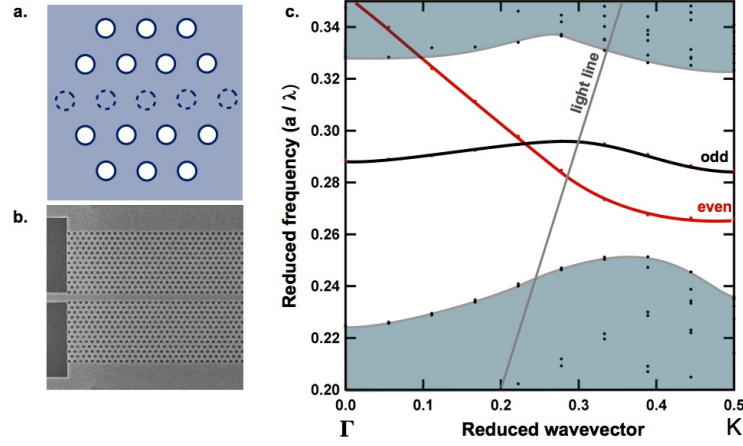 a.
b.
c.
Reduced frequency (a / λ)
0.34
0.32
0.30
0.28
0.26
0.24
0.22
0.20
light line
odd
even
0.0
0.1
0.2
0.3
0.4
0.5
Γ
Reduced wavevector
K